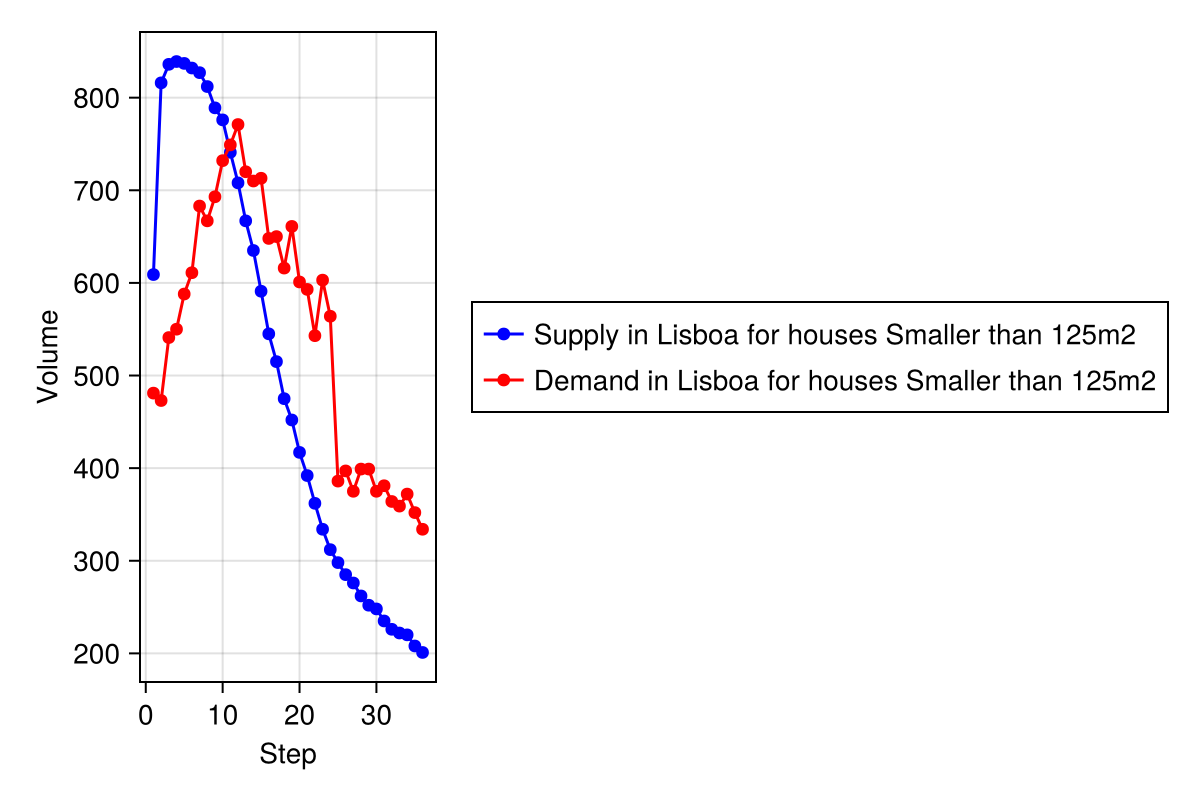 800
700
600
500
400
300
200
Volume
0 10 20 30
Step
Supply in Lisboa for houses Smaller than 125m2
Demand in Lisboa for houses Smaller than 125m2